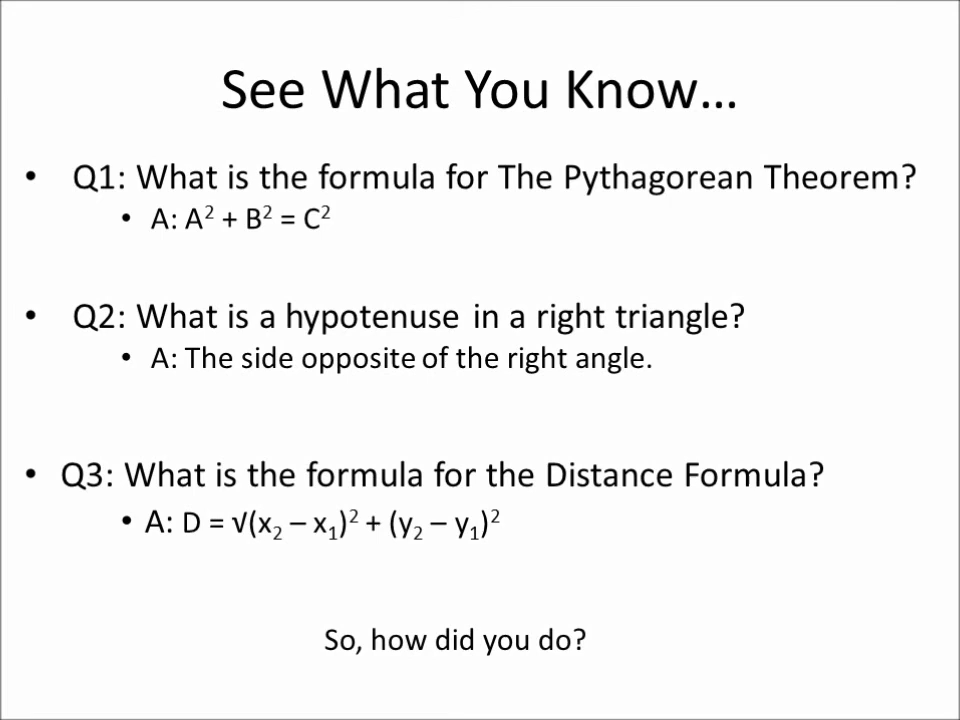 See What You Know…
• Q1: What is the formula for The Pythagorean Theorem?
• A: A² + B² = C²
• Q2: What is a hypotenuse in a right triangle?
• A: The side opposite of the right angle.
• Q3: What is the formula for the Distance Formula?
• A: D = √(x₂ – x₁)² + (y₂ – y₁)²
So, how did you do?